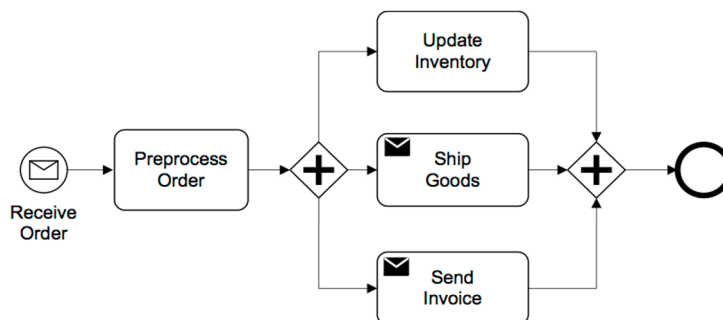 Receive
Order
Preprocess
Order
Update
Inventory
Ship
Goods
Send
Invoice